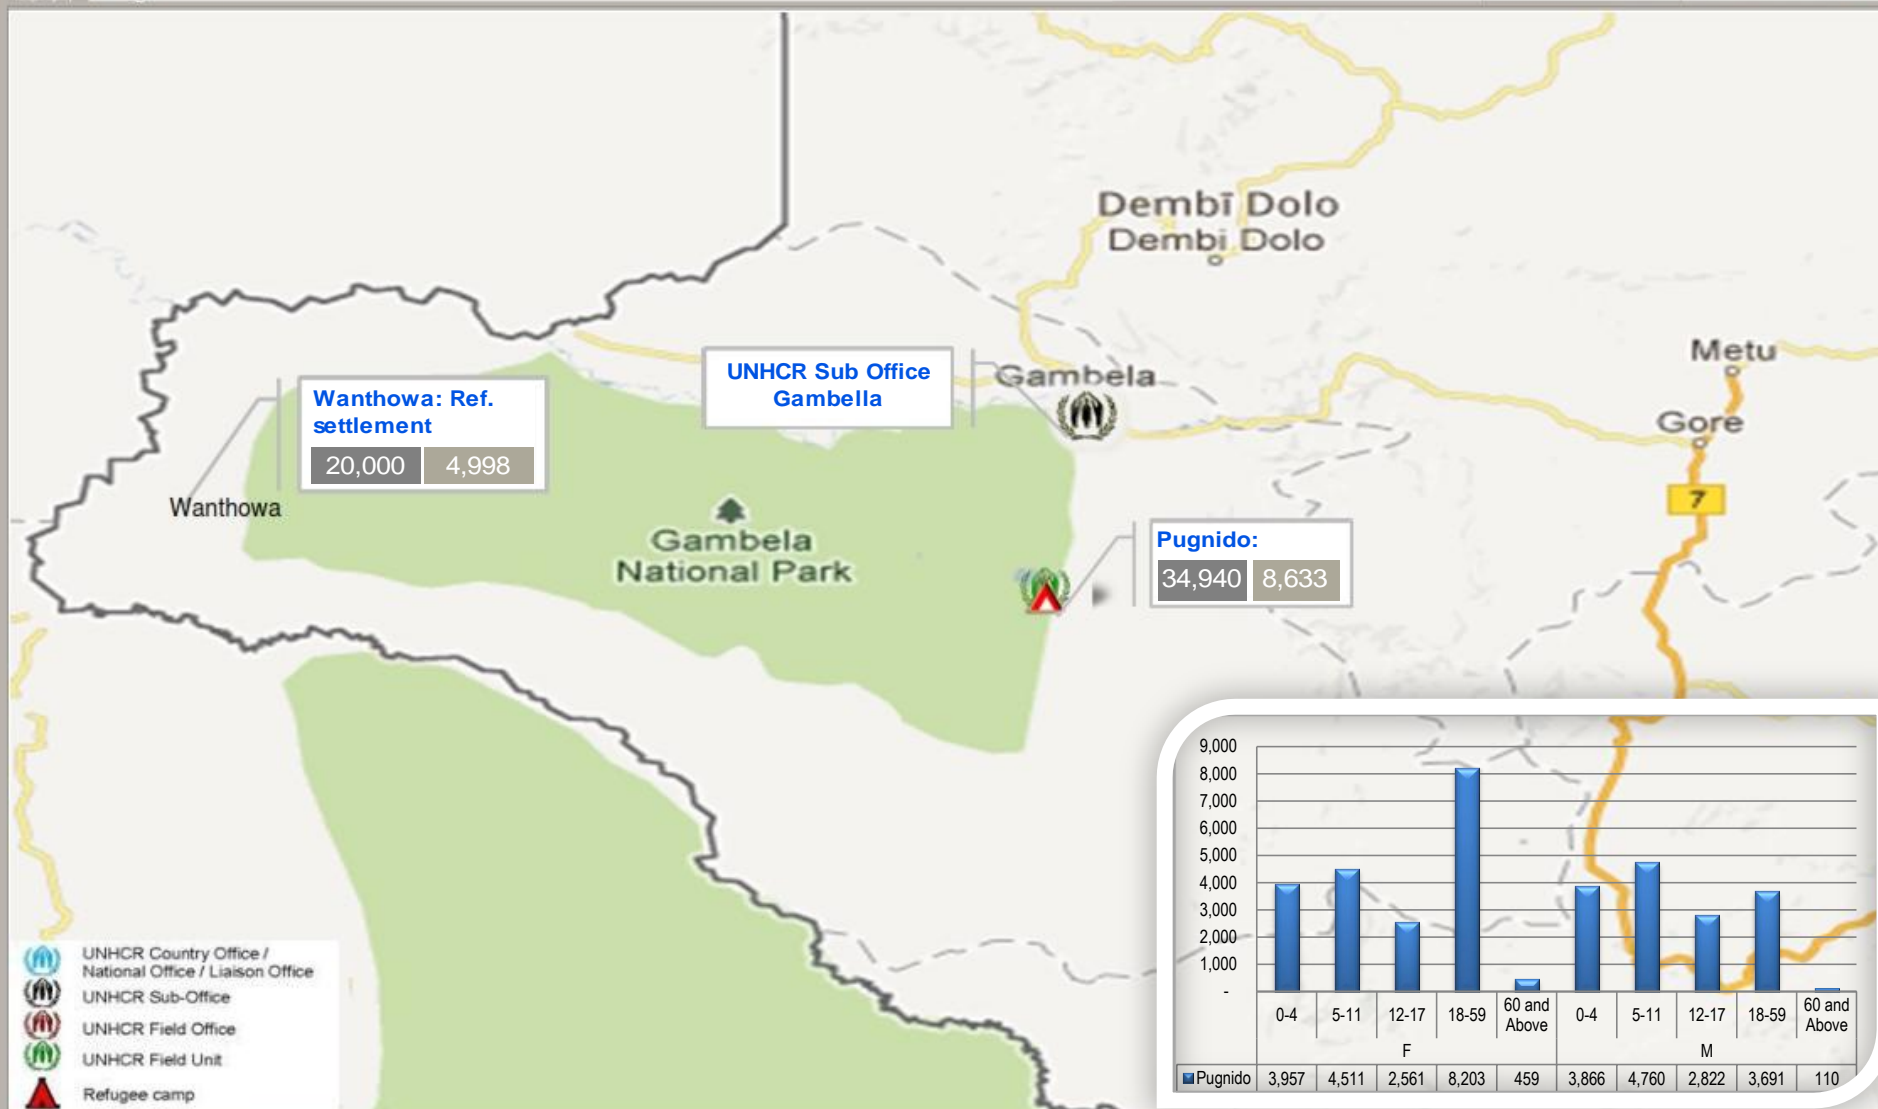 Dembī Dolo
Dembi Dolo
Metu
Gore
7
UNHCR Sub Office
Gambella
Gambela
Wanthowa: Ref.
settlement
20,000 4,998
Wanthowa
Gambela
National Park
Pugnido:
34,940 8,633
UNHCR Country Office /
National Office / Liaison Office
UNHCR Sub-Office
UNHCR Field Office
UNHCR Field Unit
Refugee camp
9,000
8,000
7,000
6,000
5,000
4,000
3,000
2,000
1,000
-
0-4 5-11 12-17 18-59 60 and Above 0-4 5-11 12-17 18-59 60 and Above
F M
Pugnido 3,957 4,511 2,561 8,203 459 3,866 4,760 2,822 3,691 110